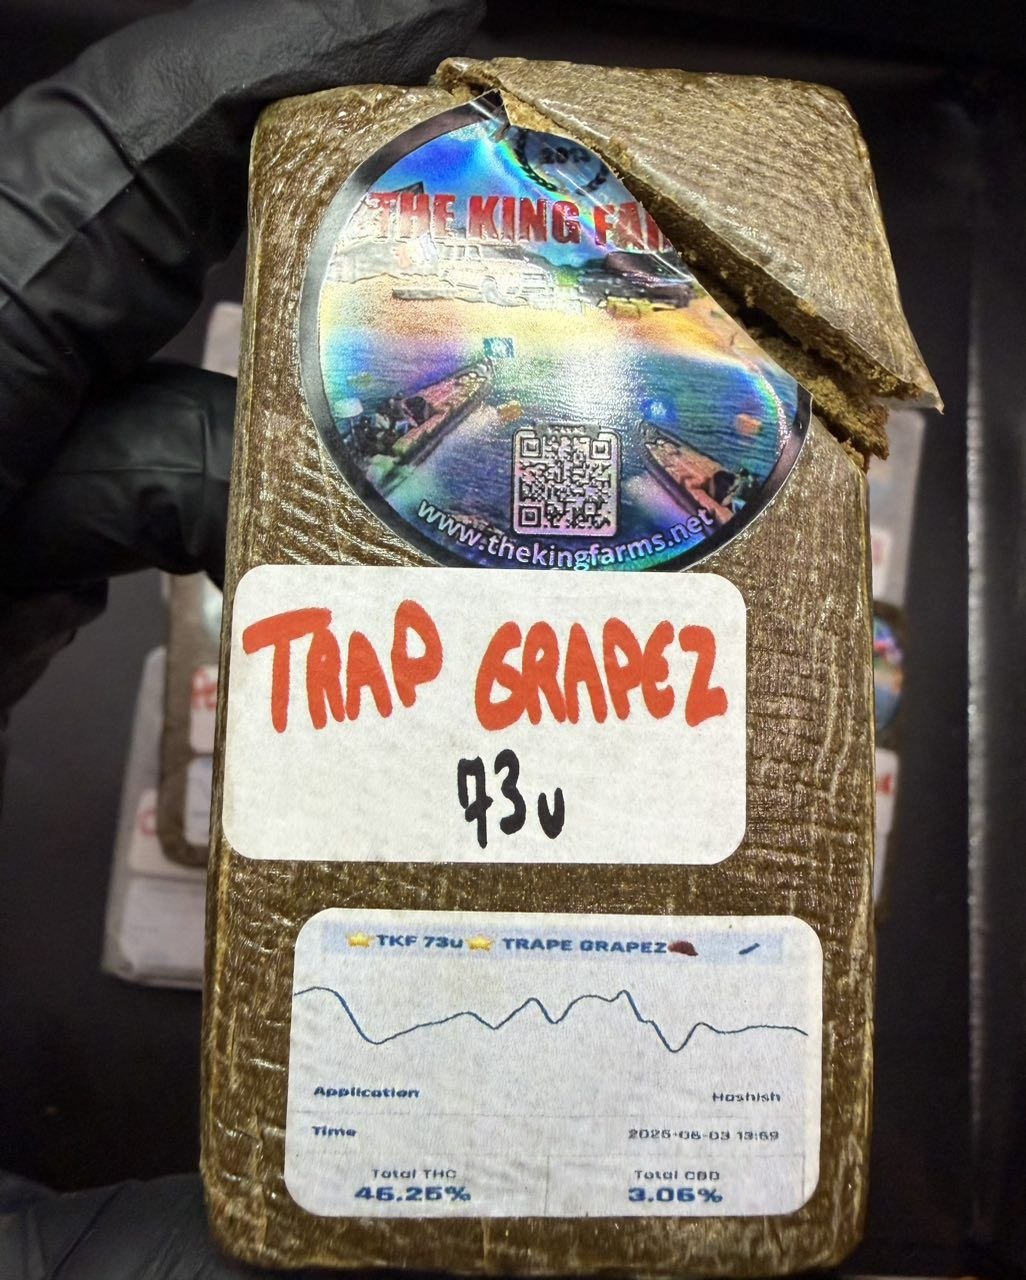 THE KING FA
www.thekingfarms.net
TRAP GRAPEZ
73u
TKF 73u TRAPE GRAPEZ
Application Hashish
Time 2025-08-03 13:59
Total THC Total CBD
46.25% 3.06%